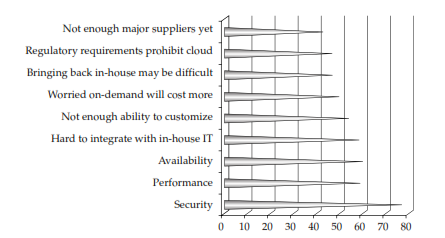 Not enough major suppliers yet
Regulatory requirements prohibit cloud
Bringing back in-house may be difficult
Worried on-demand will cost more
Not enough ability to customize
Hard to integrate with in-house IT
Availability
Performance
Security
0 10 20 30 40 50 60 70 80